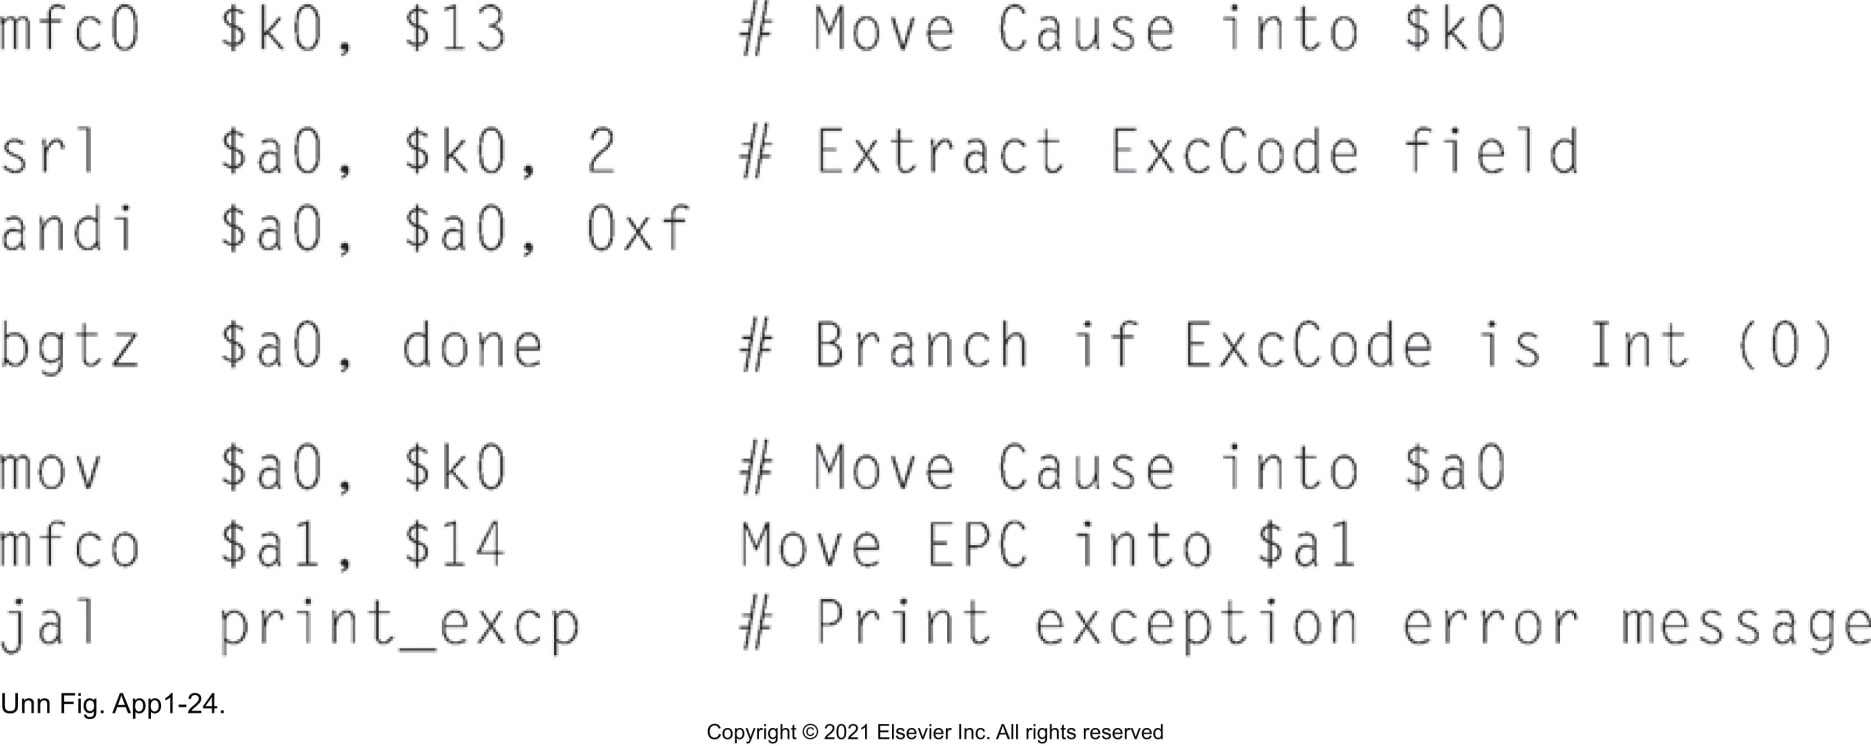 mfc0 $k0, $13 # Move Cause into $k0
srl $a0, $k0, 2 # Extract ExcCode field
andi $a0, $a0, 0xf
bgtz $a0, done # Branch if ExcCode is Int (0)
mov $a0, $k0 # Move Cause into $a0
mfco $a1, $14 Move EPC into $a1
jal print_excp # Print exception error message
Unn Fig. App1-24.
Copyright © 2021 Elsevier Inc. All rights reserved